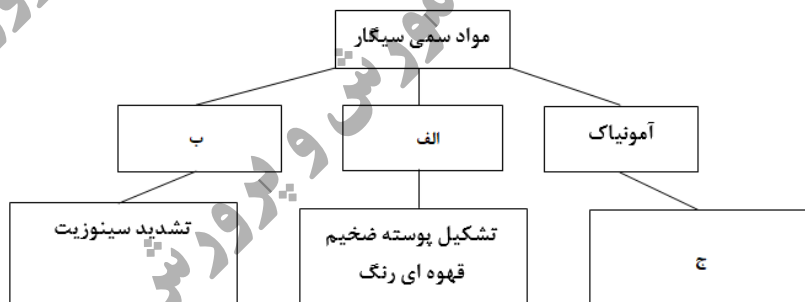 مواد سمی سیگار
آمونیاک
الف
ب
ج
تشکیل پوسته ضخیم
قهوه ای رنگ
تشدید سینوزیت